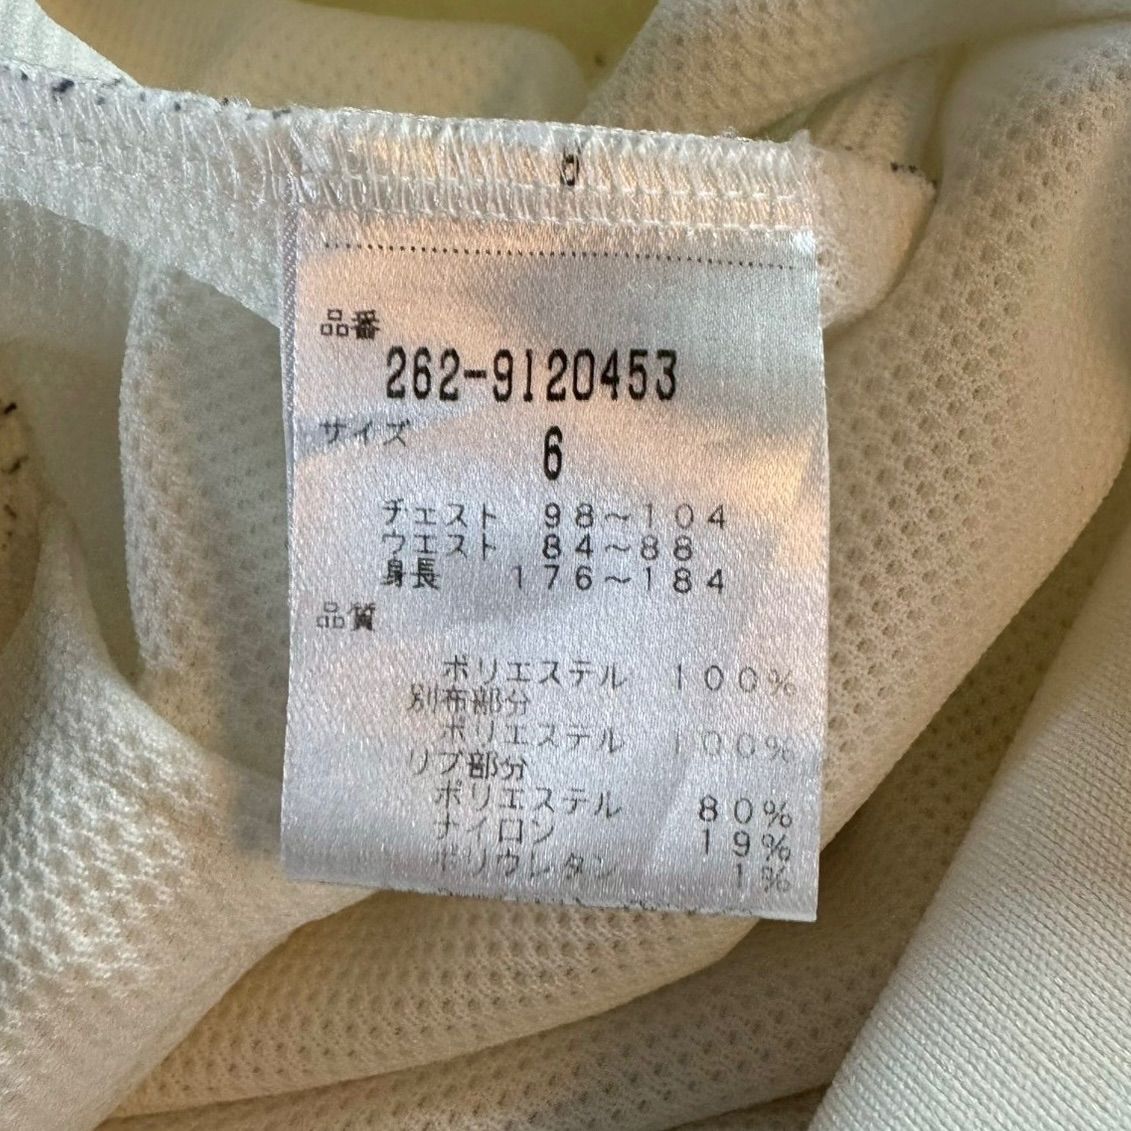 品番
262-9120453
サイズ
6
チェスト 98～104
ウエスト 84～88
身長 176～184
品質
ポリエステル 100%
別布部分
ポリエステル 100%
リブ部分
ポリエステル 80%
ナイロン 19%
ポリウレタン 1%